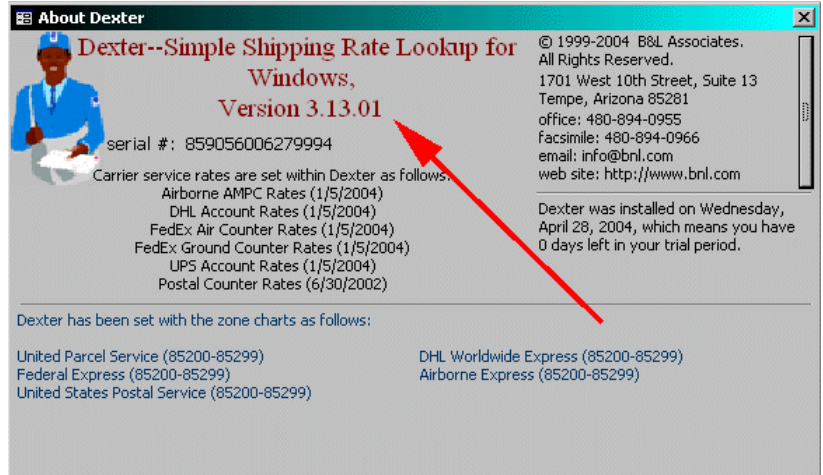 About Dexter
Dexter--Simple Shipping Rate Lookup for
Windows,
Version 3.13.01
serial #: 859056006279994
Carrier service rates are set within Dexter as follows:
Airborne AMPC Rates (1/5/2004)
DHL Account Rates (1/5/2004)
FedEx Air Counter Rates (1/5/2004)
FedEx Ground Counter Rates (1/5/2004)
UPS Account Rates (1/5/2004)
Postal Counter Rates (6/30/2002)
© 1999-2004 B&L Associates.
All Rights Reserved.
1701 West 10th Street, Suite 13
Tempe, Arizona 85281
office: 480-894-0955
facsimile: 480-894-0966
email: info@bnl.com
web site: http://www.bnl.com
Dexter was installed on Wednesday,
April 28, 2004, which means you have
0 days left in your trial period.
Dexter has been set with the zone charts as follows:
United Parcel Service (85200-85299)
Federal Express (85200-85299)
United States Postal Service (85200-85299)
DHL Worldwide Express (85200-85299)
Airborne Express (85200-85299)